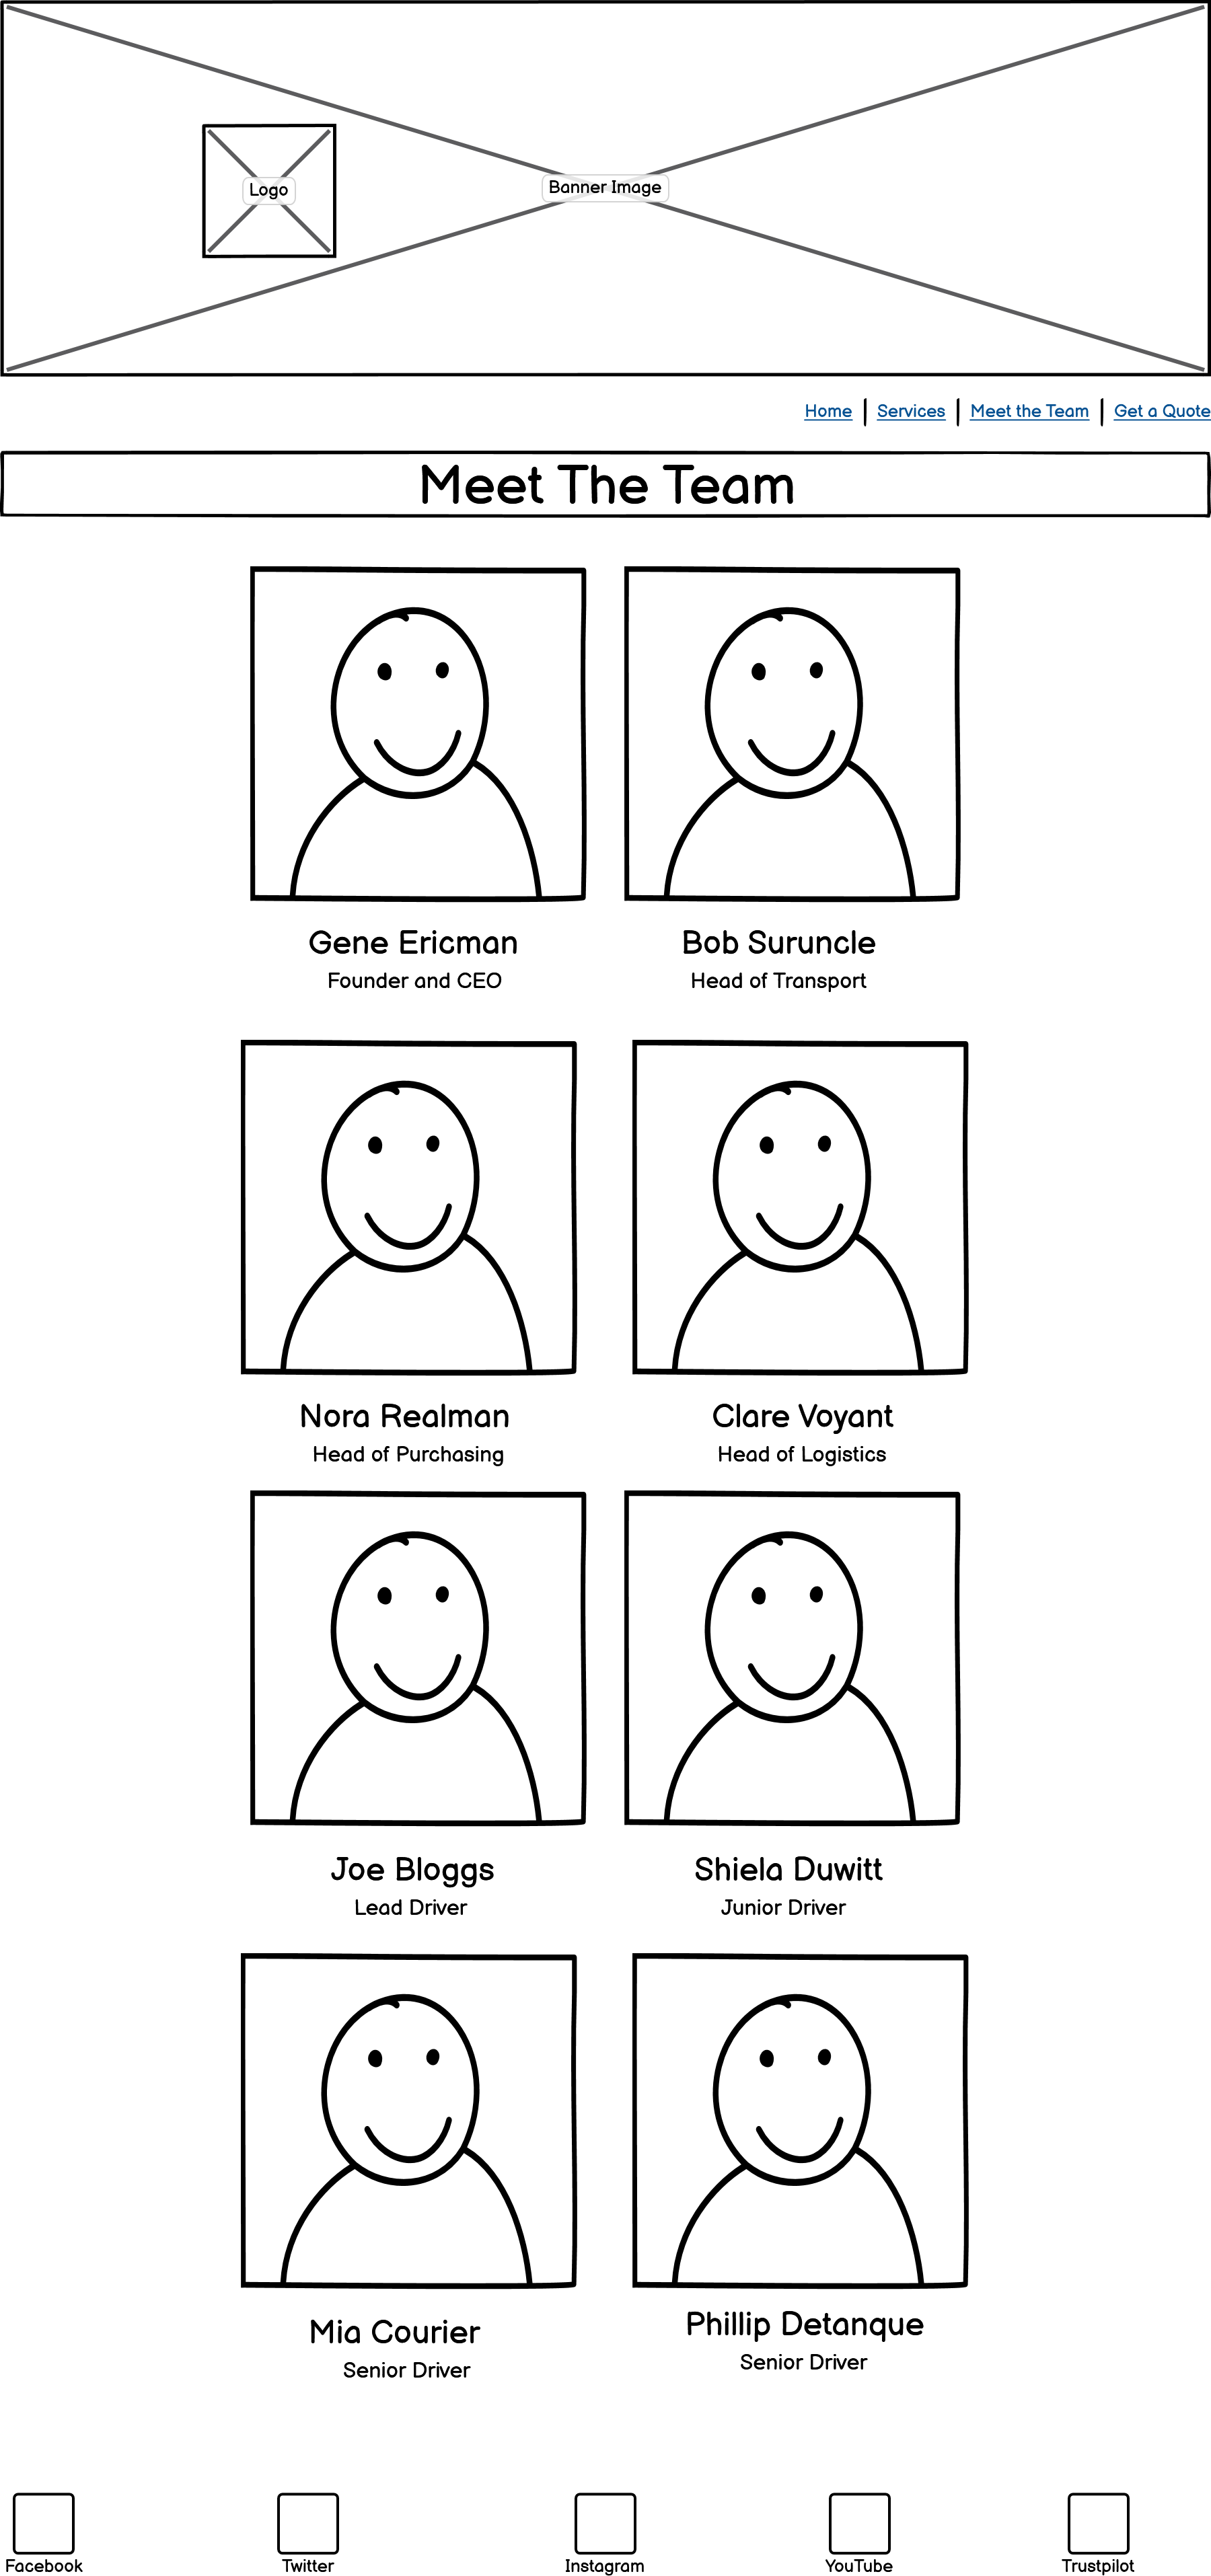 Logo
Banner Image
Home | Services | Meet the Team | Get a Quote
Meet The Team
Gene Ericman
Founder and CEO
Bob Suruncle
Head of Transport
Nora Realman
Head of Purchasing
Clare Voyant
Head of Logistics
Joe Bloggs
Lead Driver
Shiela Duwitt
Junior Driver
Mia Courier
Senior Driver
Phillip Detanque
Senior Driver
Facebook
Twitter
Instagram
YouTube
Trustpilot